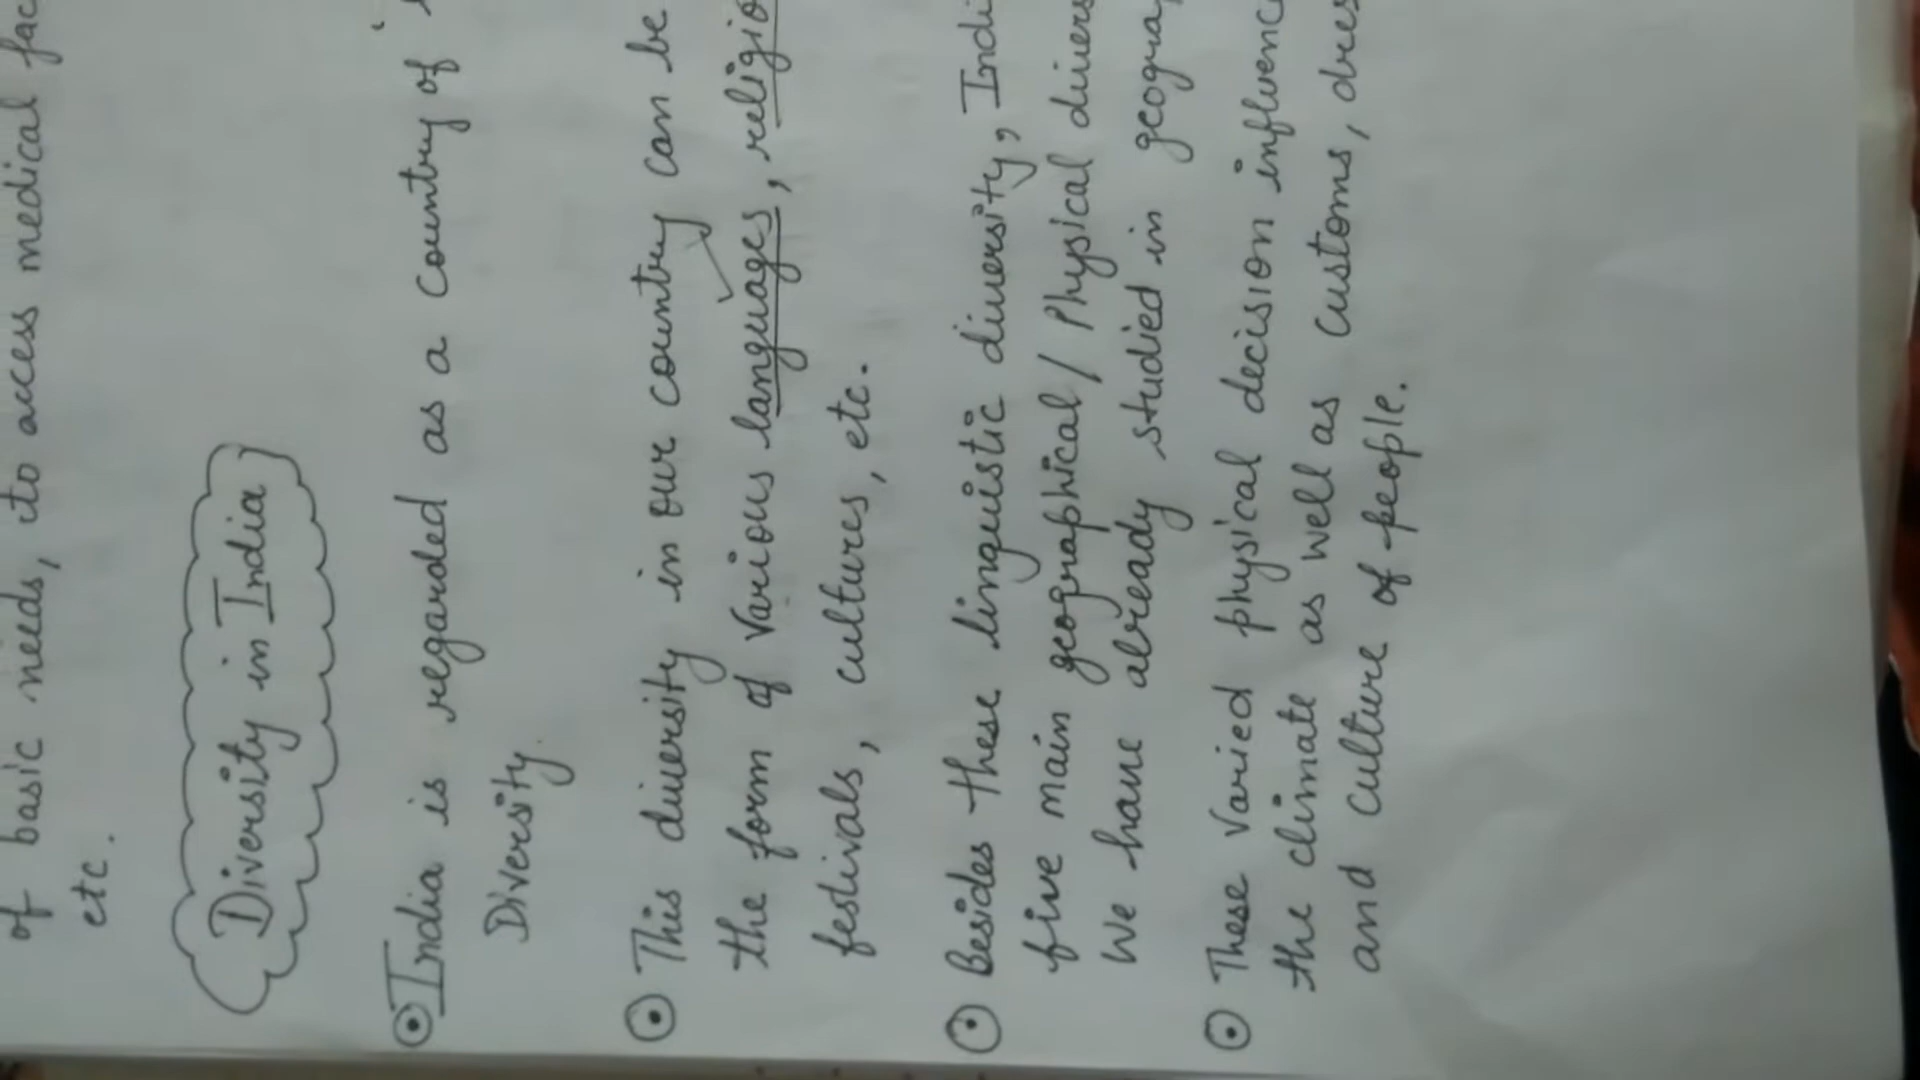 of basic needs, to access medical fac
etc.
Diversity in India
India is regarded as a country of
Diversity.
This diversity in our country can be
the form of various languages, religio
festivals, cultures, etc.
Besides these linguistic diversity, Indi
five main geographical / Physical divers
We have already studied in geograp
These varied physical decision influenc
the climate as well as customs, dres
and culture of people.